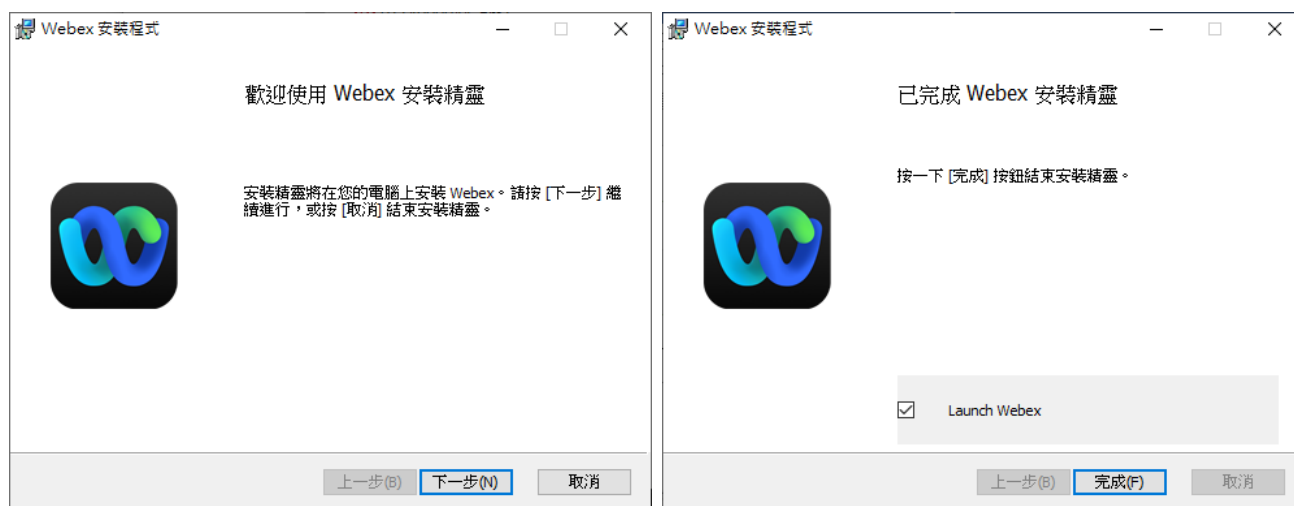 Webex 安裝程式
歡迎使用 Webex 安裝精靈
安裝精靈將在您的電腦上安裝 Webex。請按 [下一步] 繼
續進行，或按 [取消] 結束安裝精靈。
上一步(B) 下一步(N) 取消
Webex 安裝程式
已完成 Webex 安裝精靈
按一下 [完成] 按鈕結束安裝精靈。
Launch Webex
上一步(B) 完成(F) 取消